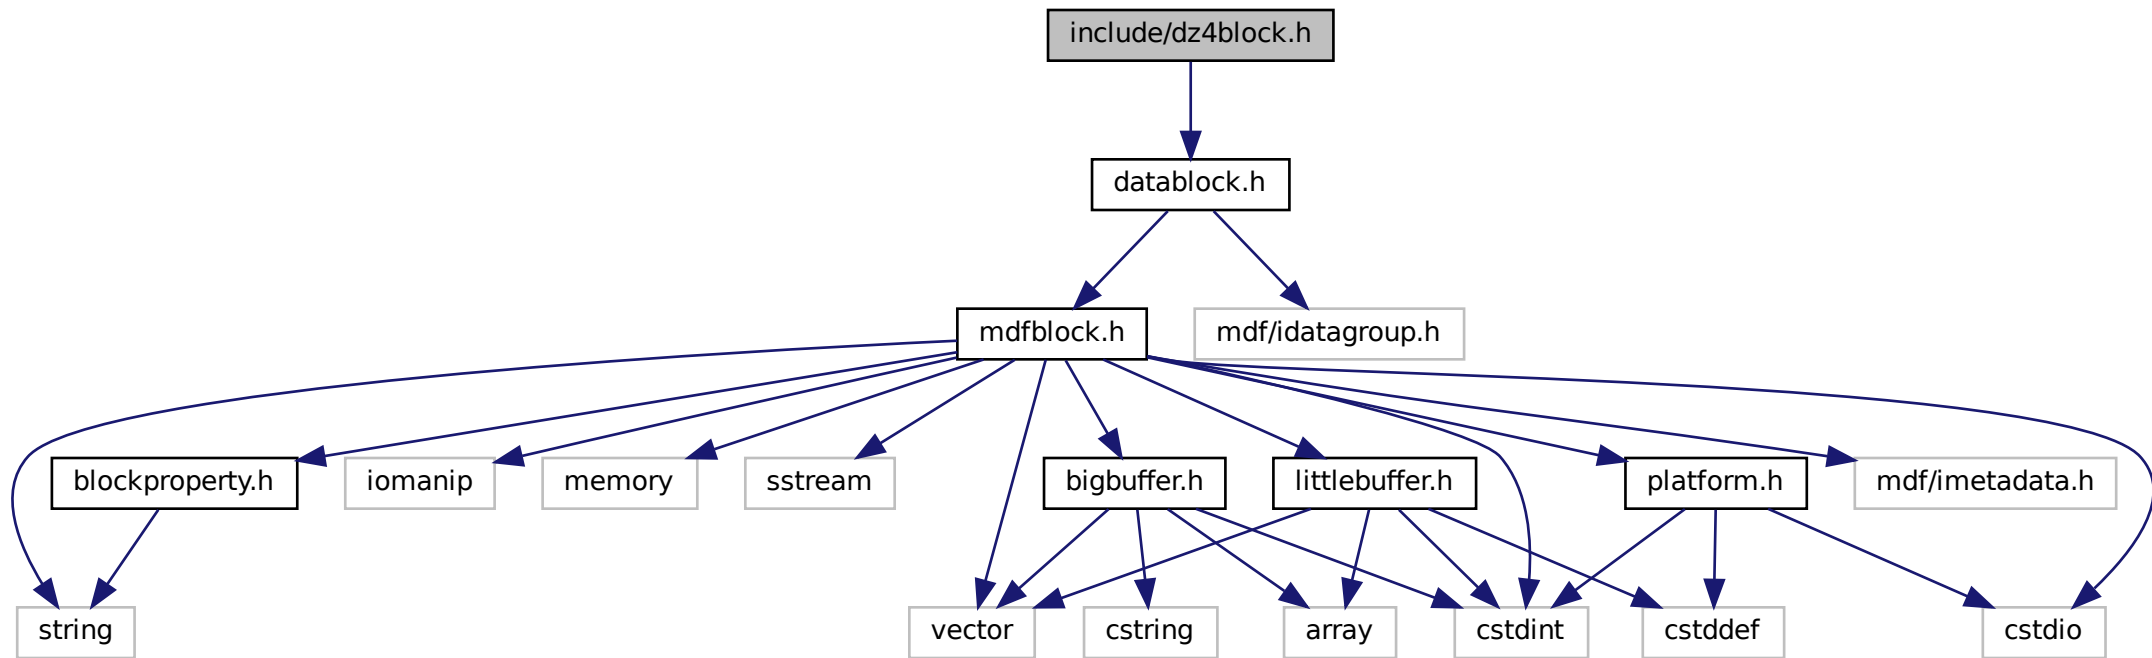 include/dz4block.h
datablock.h
mdfblock.h
mdf/idatagroup.h
blockproperty.h
iomanip
memory
sstream
bigbuffer.h
littlebuffer.h
platform.h
mdf/imetadata.h
string
vector
cstring
array
cstdint
cstddef
cstdio